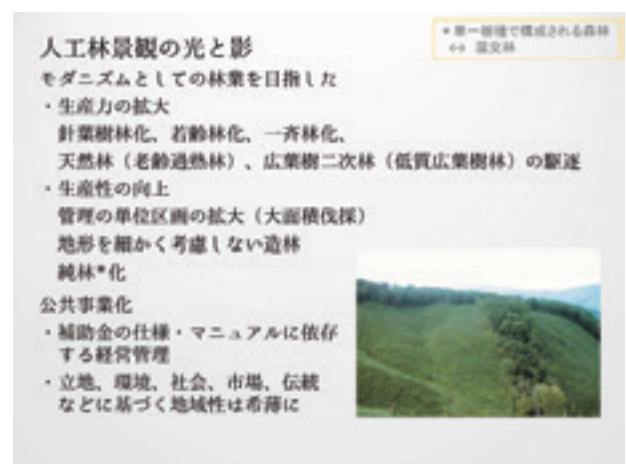 *単一樹種で構成される森林
⇔ 混交林
人工林景観の光と影
モダニズムとしての林業を目指した
・生産力の拡大
針葉樹林化、若齢林化、一斉林化、
天然林（老齢過熟林）、広葉樹二次林（低質広葉樹林）の駆逐
・生産性の向上
管理の単位区画の拡大（大面積伐採）
地形を細かく考慮しない造林
純林*化
公共事業化
・補助金の仕様・マニュアルに依存
する経営管理
・立地、環境、社会、市場、伝統
などに基づく地域性は希薄に